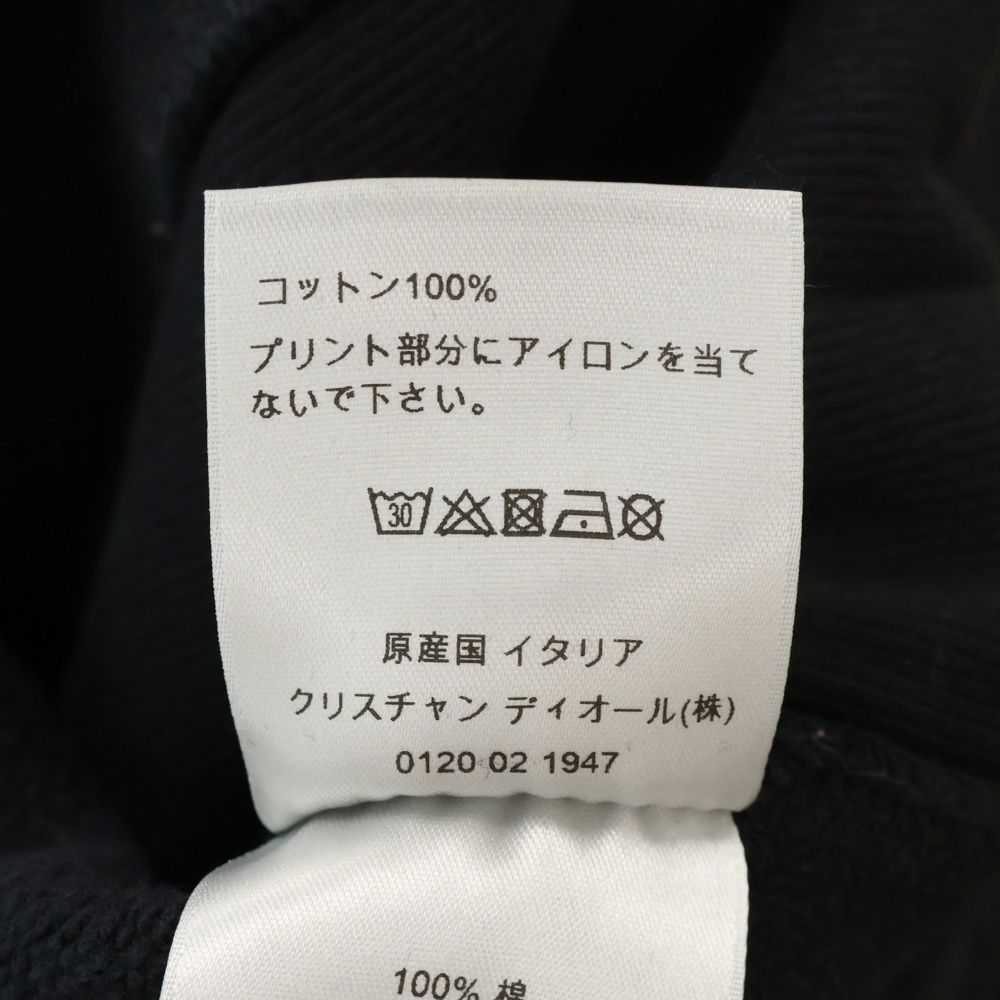 コットン100%
プリント部分にアイロンを当て
ないで下さい。
30
原産国 イタリア
クリスチャン ディオール(株)
0120 02 1947
100% 棉